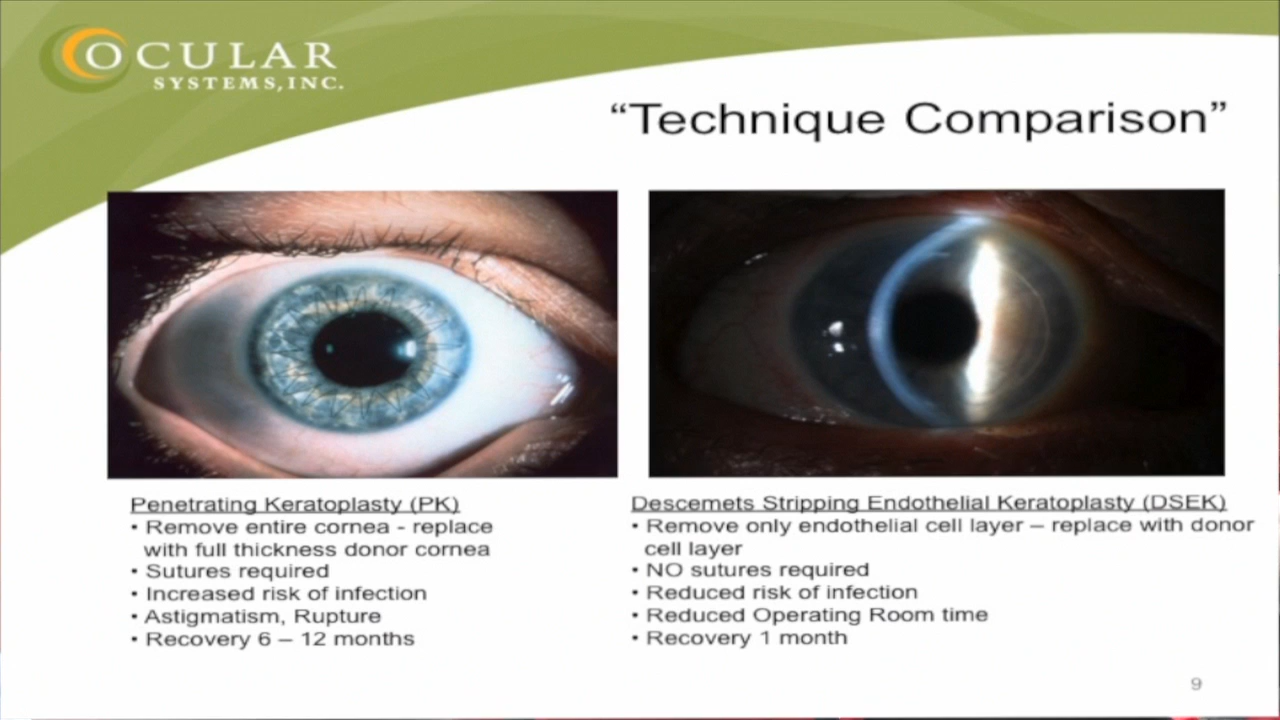 OCULAR
SYSTEMS, INC.
“Technique Comparison”
Penetrating Keratoplasty (PK)
• Remove entire cornea - replace
with full thickness donor cornea
• Sutures required
• Increased risk of infection
• Astigmatism, Rupture
• Recovery 6 – 12 months
Descemets Stripping Endothelial Keratoplasty (DSEK)
• Remove only endothelial cell layer – replace with donor
cell layer
• NO sutures required
• Reduced risk of infection
• Reduced Operating Room time
• Recovery 1 month
9